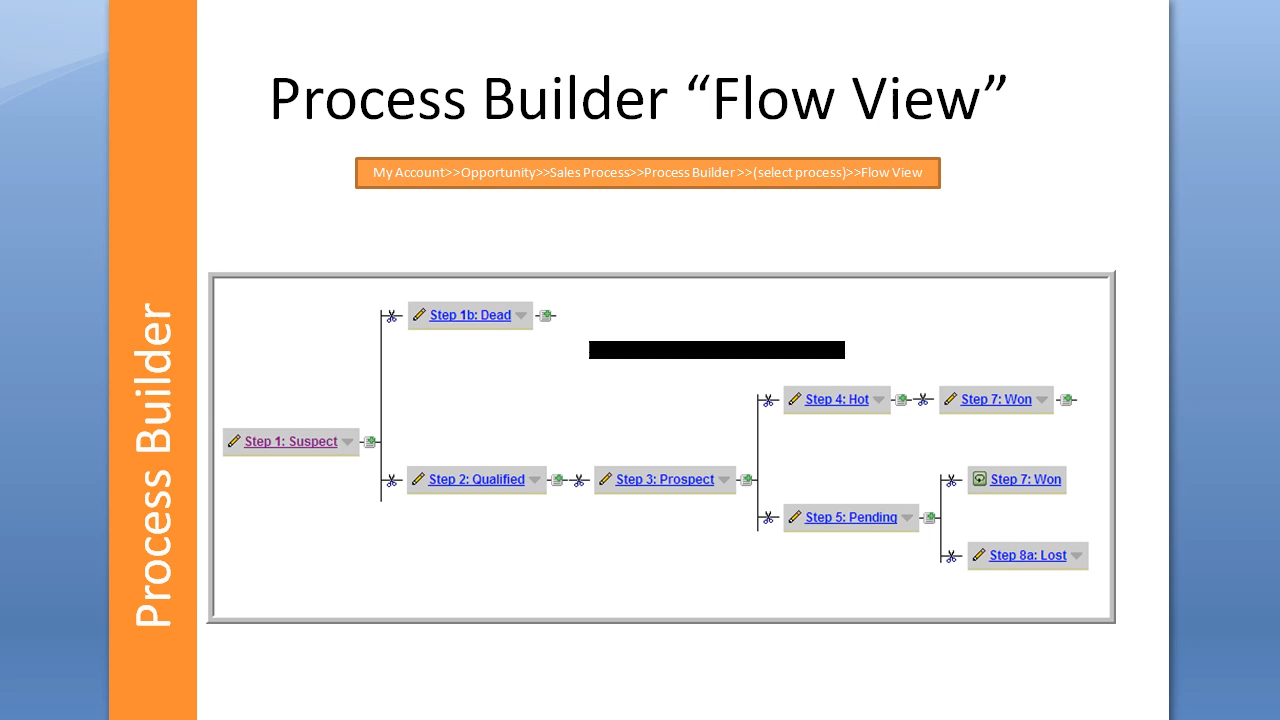 Process Builder “Flow View”
My Account>>Opportunity>>Sales Process>>Process Builder >>(select process)>>Flow View
Process Builder
Step 1b: Dead
Step 4: Hot
Step 7: Won
Step 1: Suspect
Step 2: Qualified
Step 3: Prospect
Step 7: Won
Step 5: Pending
Step 8a: Lost